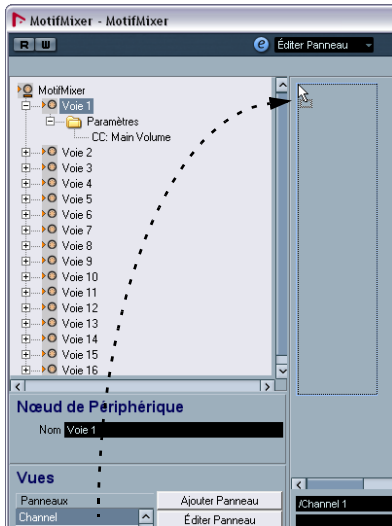 MotifMixer - MotifMixer
R W
e Éditer Panneau
MotifMixer
Voie 1
Paramètres
CC: Main Volume
Voie 2
Voie 3
Voie 4
Voie 5
Voie 6
Voie 7
Voie 8
Voie 9
Voie 10
Voie 11
Voie 12
Voie 13
Voie 14
Voie 15
Voie 16
Nœud de Périphérique
Nom Voie 1
Vues
Panneaux Ajouter Panneau
Channel Éditer Panneau
/Channel 1